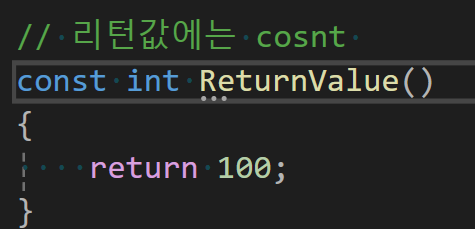 // 리턴값에는 cosnt
const int ReturnValue()
{
    return 100;
}